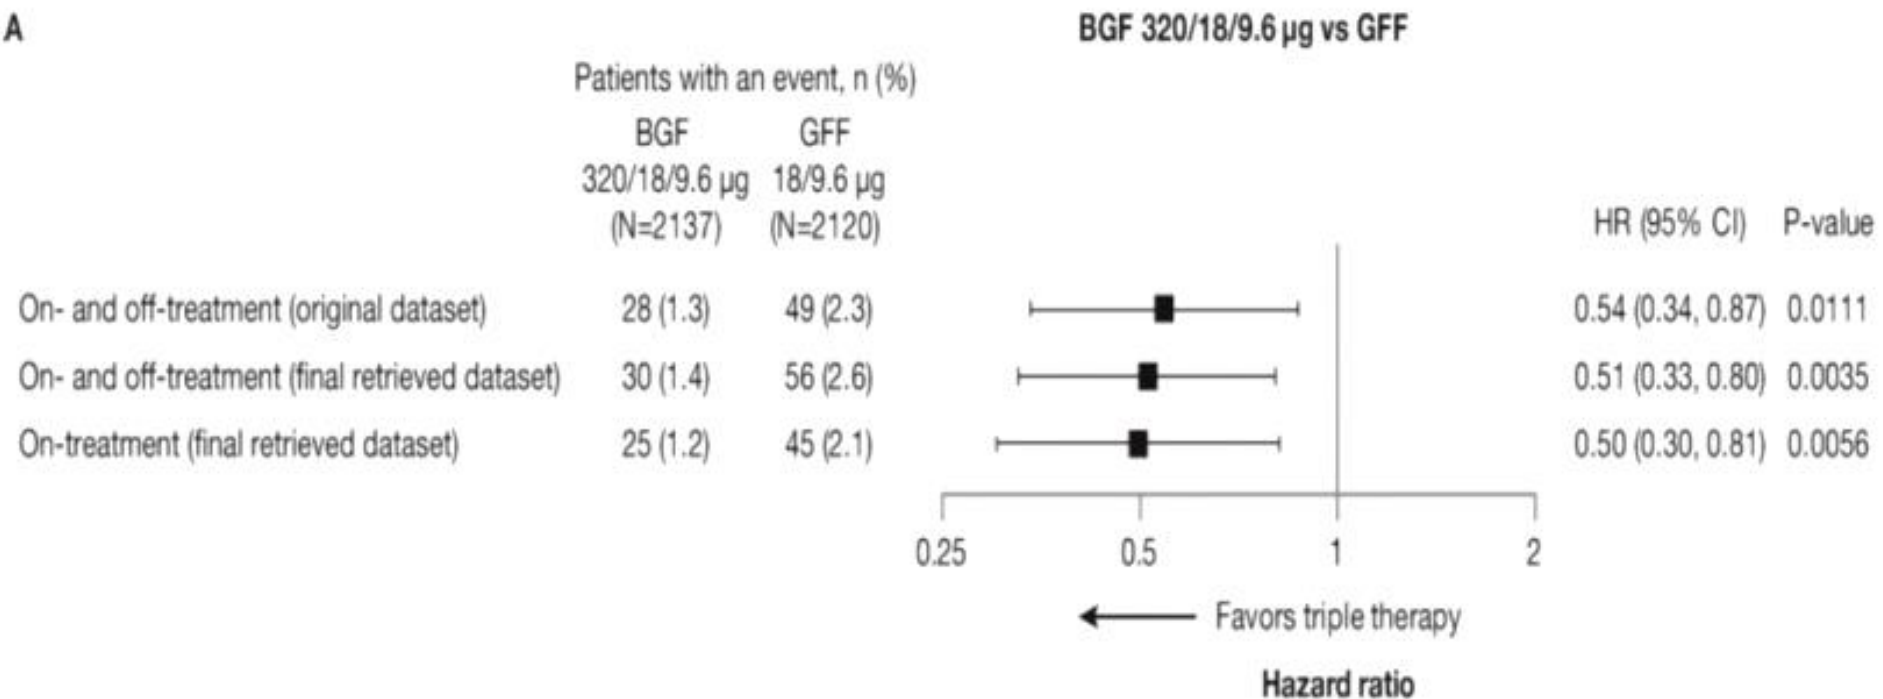 A
BGF 320/18/9.6 µg vs GFF
Patients with an event, n (%)
BGF GFF
320/18/9.6 µg 18/9.6 µg
(N=2137) (N=2120) HR (95% CI) P-value
On- and off-treatment (original dataset) 28 (1.3) 49 (2.3) 0.54 (0.34, 0.87) 0.0111
On- and off-treatment (final retrieved dataset) 30 (1.4) 56 (2.6) 0.51 (0.33, 0.80) 0.0035
On-treatment (final retrieved dataset) 25 (1.2) 45 (2.1) 0.50 (0.30, 0.81) 0.0056
0.25 0.5 1 2
Favors triple therapy
Hazard ratio